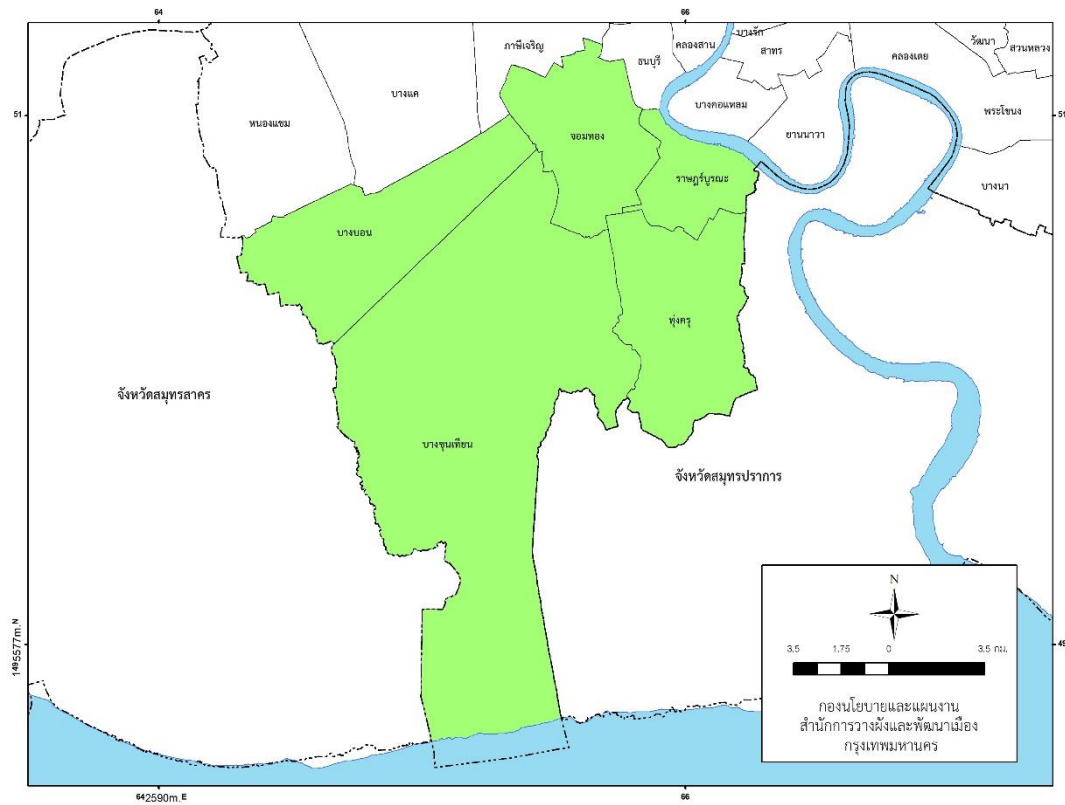 64
66
บางรัก
สาทร
คลองสาน
ธนบุรี
ภาษีเจริญ
คลองเตย
วัฒนา
สวนหลวง
บางแค
บางคอแหลม
ยานนาวา
พระโขนง
51
51
หนองแขม
จอมทอง
ราษฎร์บูรณะ
บางนา
บางบอน
ทุ่งครุ
จังหวัดสมุทรสาคร
บางขุนเทียน
จังหวัดสมุทรปราการ
N
3.5 1.75 0 3.5 กม.
กองนโยบายและแผนงาน
สำนักการวางผังและพัฒนาเมือง
กรุงเทพมหานคร
1495577m.N
49
642590m.E
66